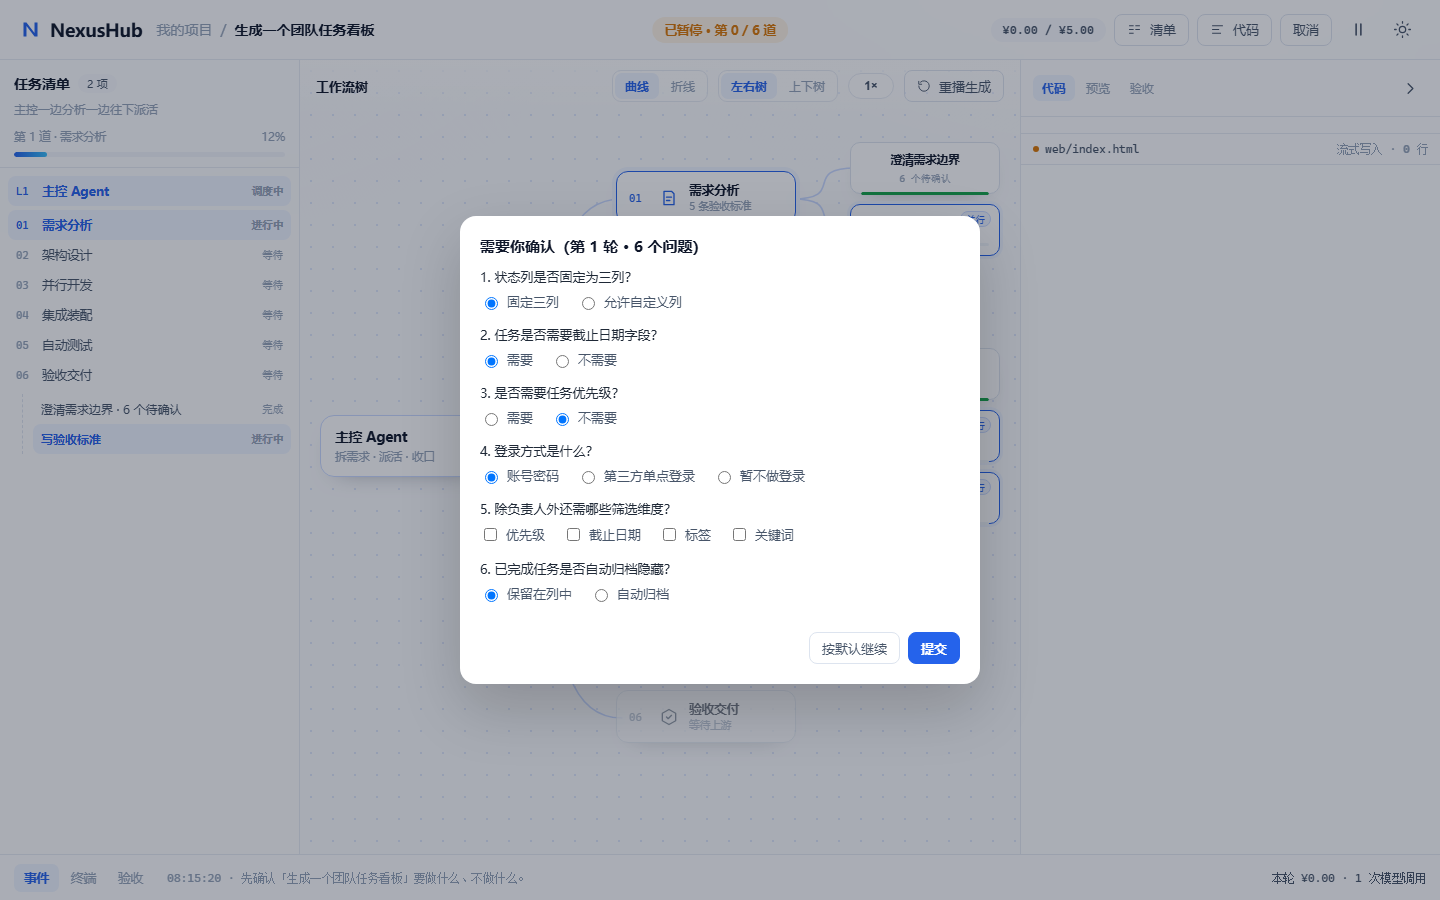 NexusHub 我的项目 / 生成一个团队任务看板
已暂停 • 第 0 / 6 道
¥0.00 / ¥5.00 清单 代码 取消
任务清单 2 项
主控一边分析一边往下派活
第 1 道 · 需求分析 12%
L1 主控 Agent 调度中
01 需求分析 进行中
02 架构设计 等待
03 并行开发 等待
04 集成装配 等待
05 自动测试 等待
06 验收交付 等待
澄清需求边界 · 6 个待确认 完成
写验收标准 进行中
工作流树 曲线 折线 左右树 上下树 1× 重播生成
01 需求分析
5 条验收标准
澄清需求边界
6 个待确认
主控 Agent
拆需求 · 派活 · 收口
06 验收交付
等待上游
需要你确认（第 1 轮 • 6 个问题）
1. 状态列是否固定为三列?
固定三列 允许自定义列
2. 任务是否需要截止日期字段?
需要 不需要
3. 是否需要任务优先级?
需要 不需要
4. 登录方式是什么?
账号密码 第三方单点登录 暂不做登录
5. 除负责人外还需哪些筛选维度?
优先级 截止日期 标签 关键词
6. 已完成任务是否自动归档隐藏?
保留在列中 自动归档
按默认继续 提交
代码 预览 验收
web/index.html 流式写入 · 0 行
事件 终端 验收 08:15:20 · 先确认「生成一个团队任务看板」要做什么、不做什么。
本轮 ¥0.00 · 1 次模型调用